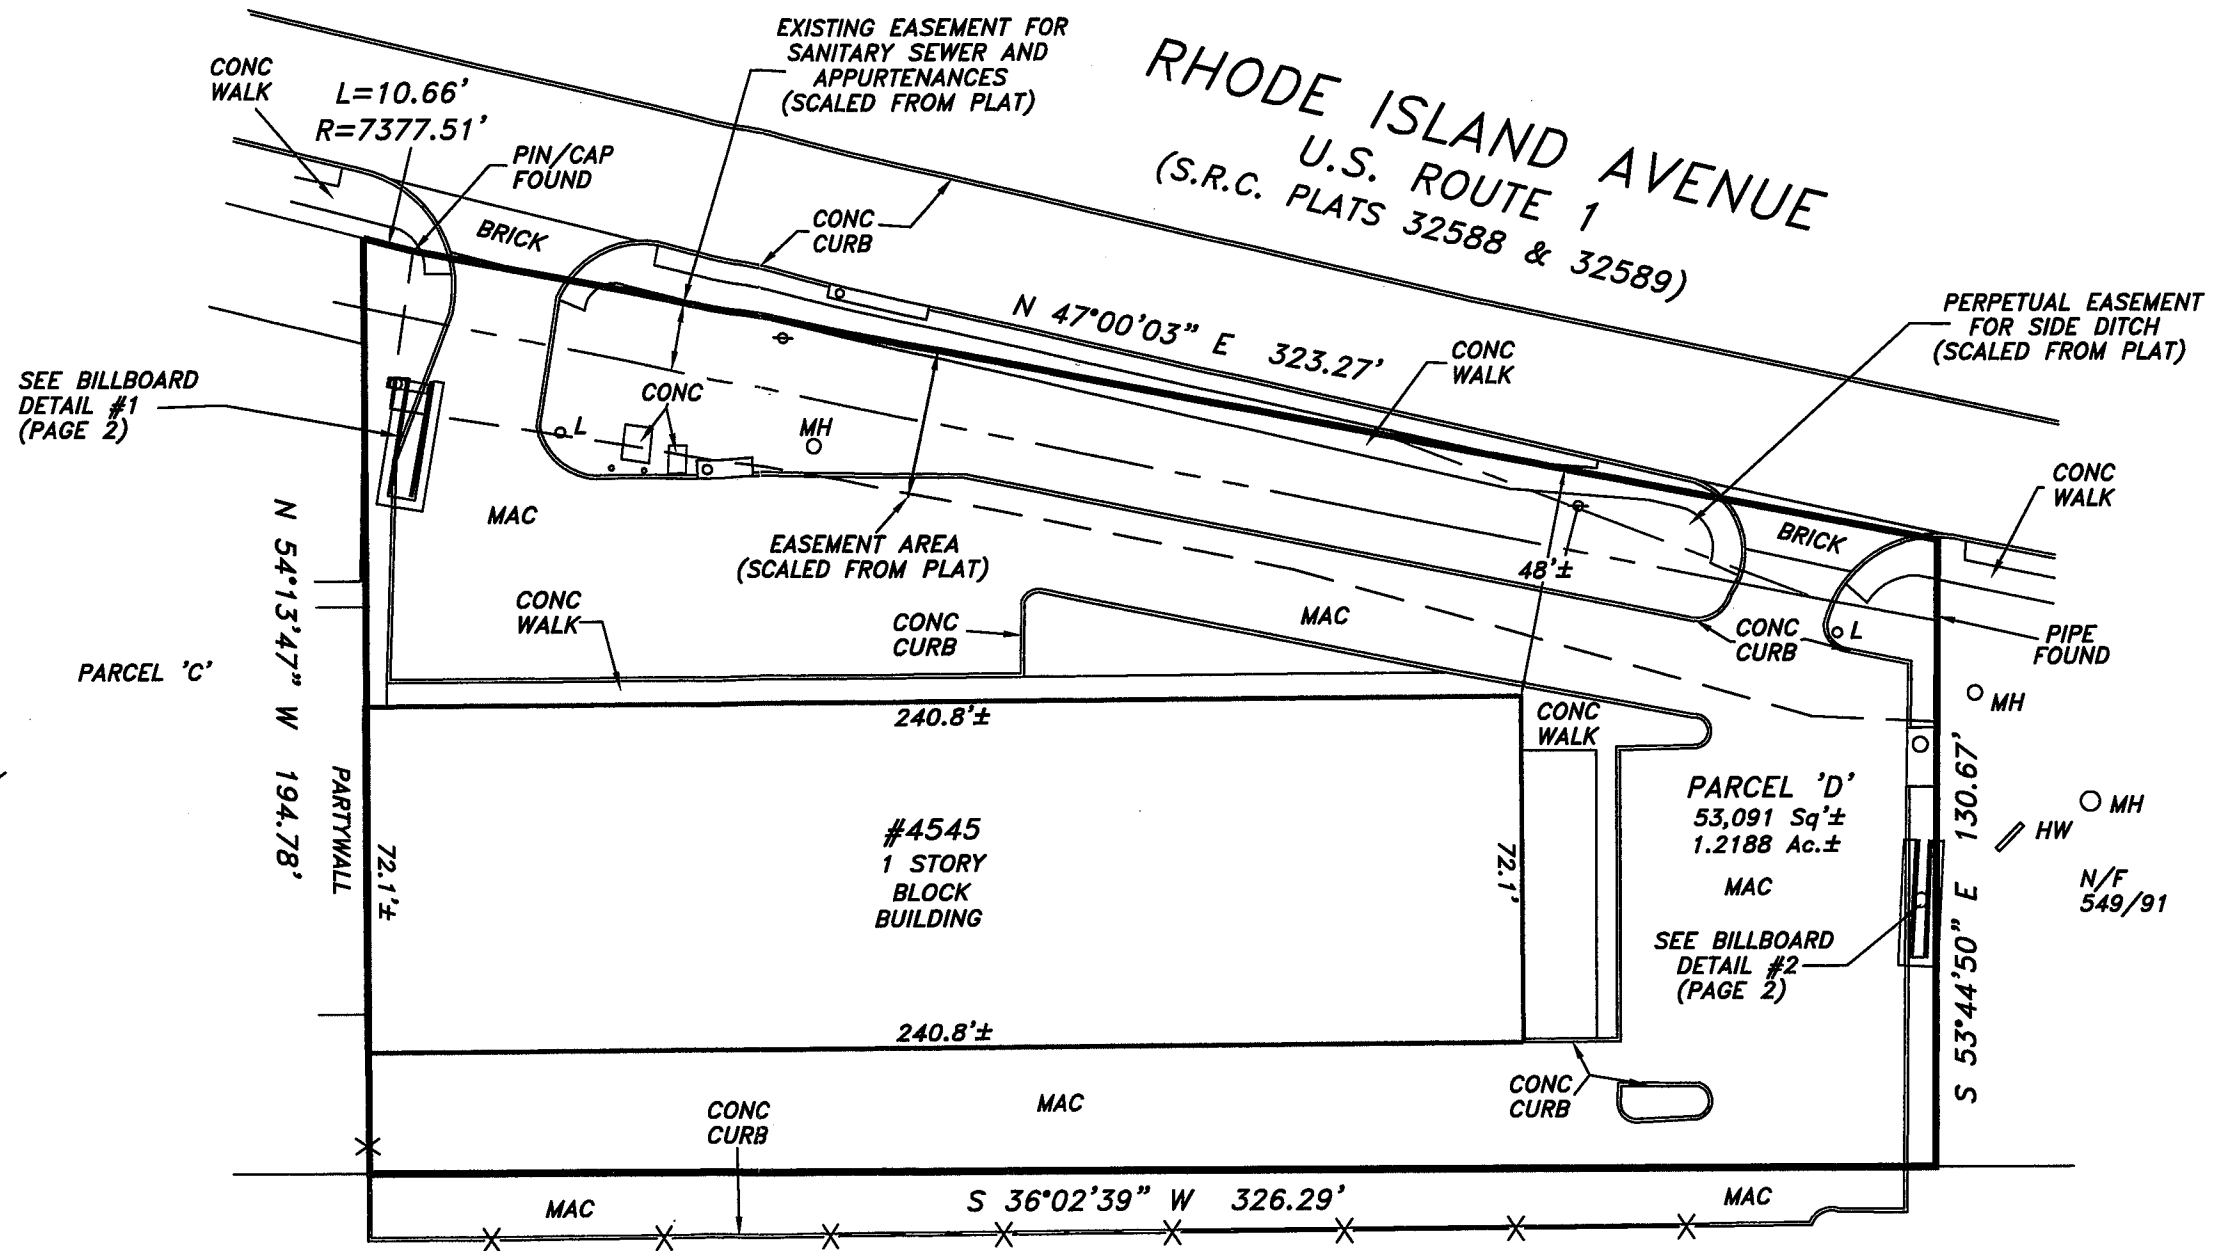 EXISTING EASEMENT FOR
SANITARY SEWER AND
APPURTENANCES
(SCALED FROM PLAT)
RHODE ISLAND AVENUE
U.S. ROUTE 1
(S.R.C. PLATS 32588 & 32589)
CONC
WALK
L=10.66'
R=7377.51'
PIN/CAP
FOUND
BRICK
CONC
CURB
N 47°00'03" E 323.27'
CONC
WALK
PERPETUAL EASEMENT
FOR SIDE DITCH
(SCALED FROM PLAT)
SEE BILLBOARD
DETAIL #1
(PAGE 2)
CONC
L
MH
MAC
EASEMENT AREA
(SCALED FROM PLAT)
48'±
BRICK
CONC
WALK
N 54°13'47" W 194.78'
CONC
WALK
CONC
CURB
MAC
CONC
CURB
L
PIPE
FOUND
PARCEL 'C'
MH
240.8'±
CONC
WALK
PARTYWALL
72.1'±
#4545
1 STORY
BLOCK
BUILDING
72.1'
PARCEL 'D'
53,091 Sq'±
1.2188 Ac.±
MAC
S 53°44'50" E 130.67'
MH
HW
N/F
549/91
SEE BILLBOARD
DETAIL #2
(PAGE 2)
240.8'±
CONC
CURB
MAC
CONC
CURB
MAC
S 36°02'39" W 326.29'
MAC